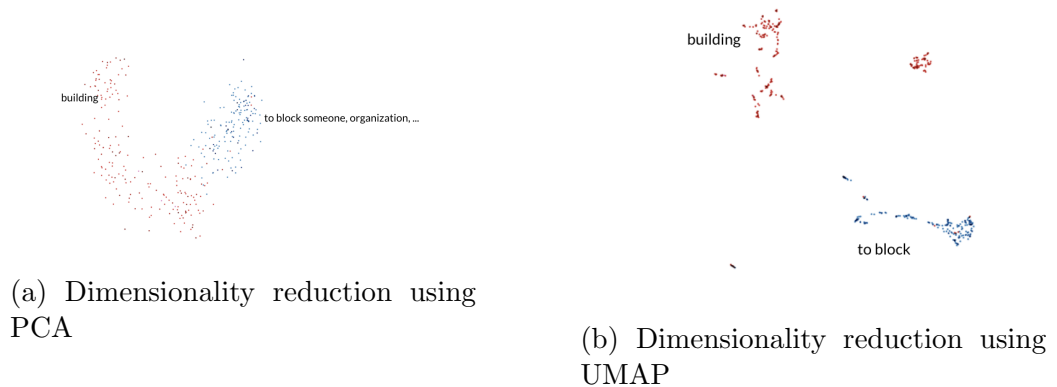 building
to block someone, organization, ...
(a) Dimensionality reduction using
PCA
building
to block
(b) Dimensionality reduction using
UMAP